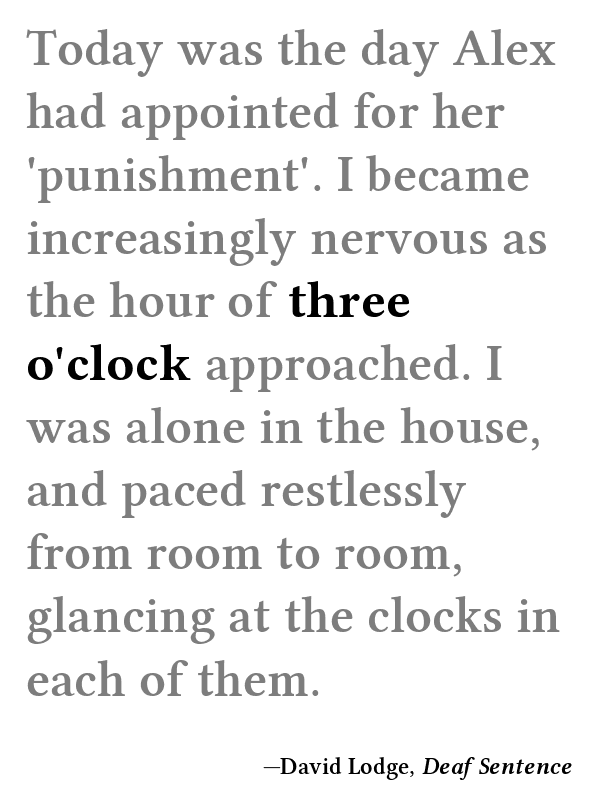 Today was the day Alex
had appointed for her
'punishment'. I became
increasingly nervous as
the hour of three
o'clock approached. I
was alone in the house,
and paced restlessly
from room to room,
glancing at the clocks in
each of them.
—David Lodge, Deaf Sentence